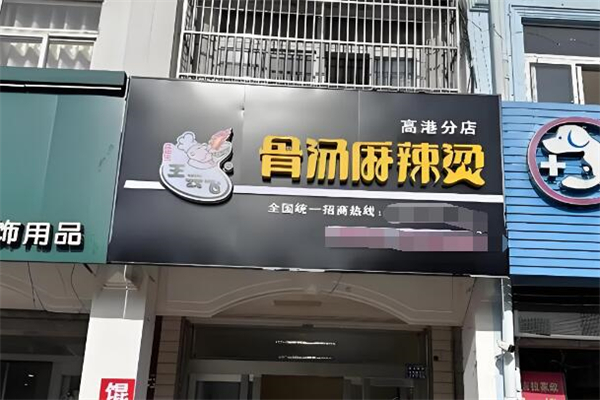 高港分店
王云飞
骨汤麻辣烫
全国统一招商热线：
饰用品
馄